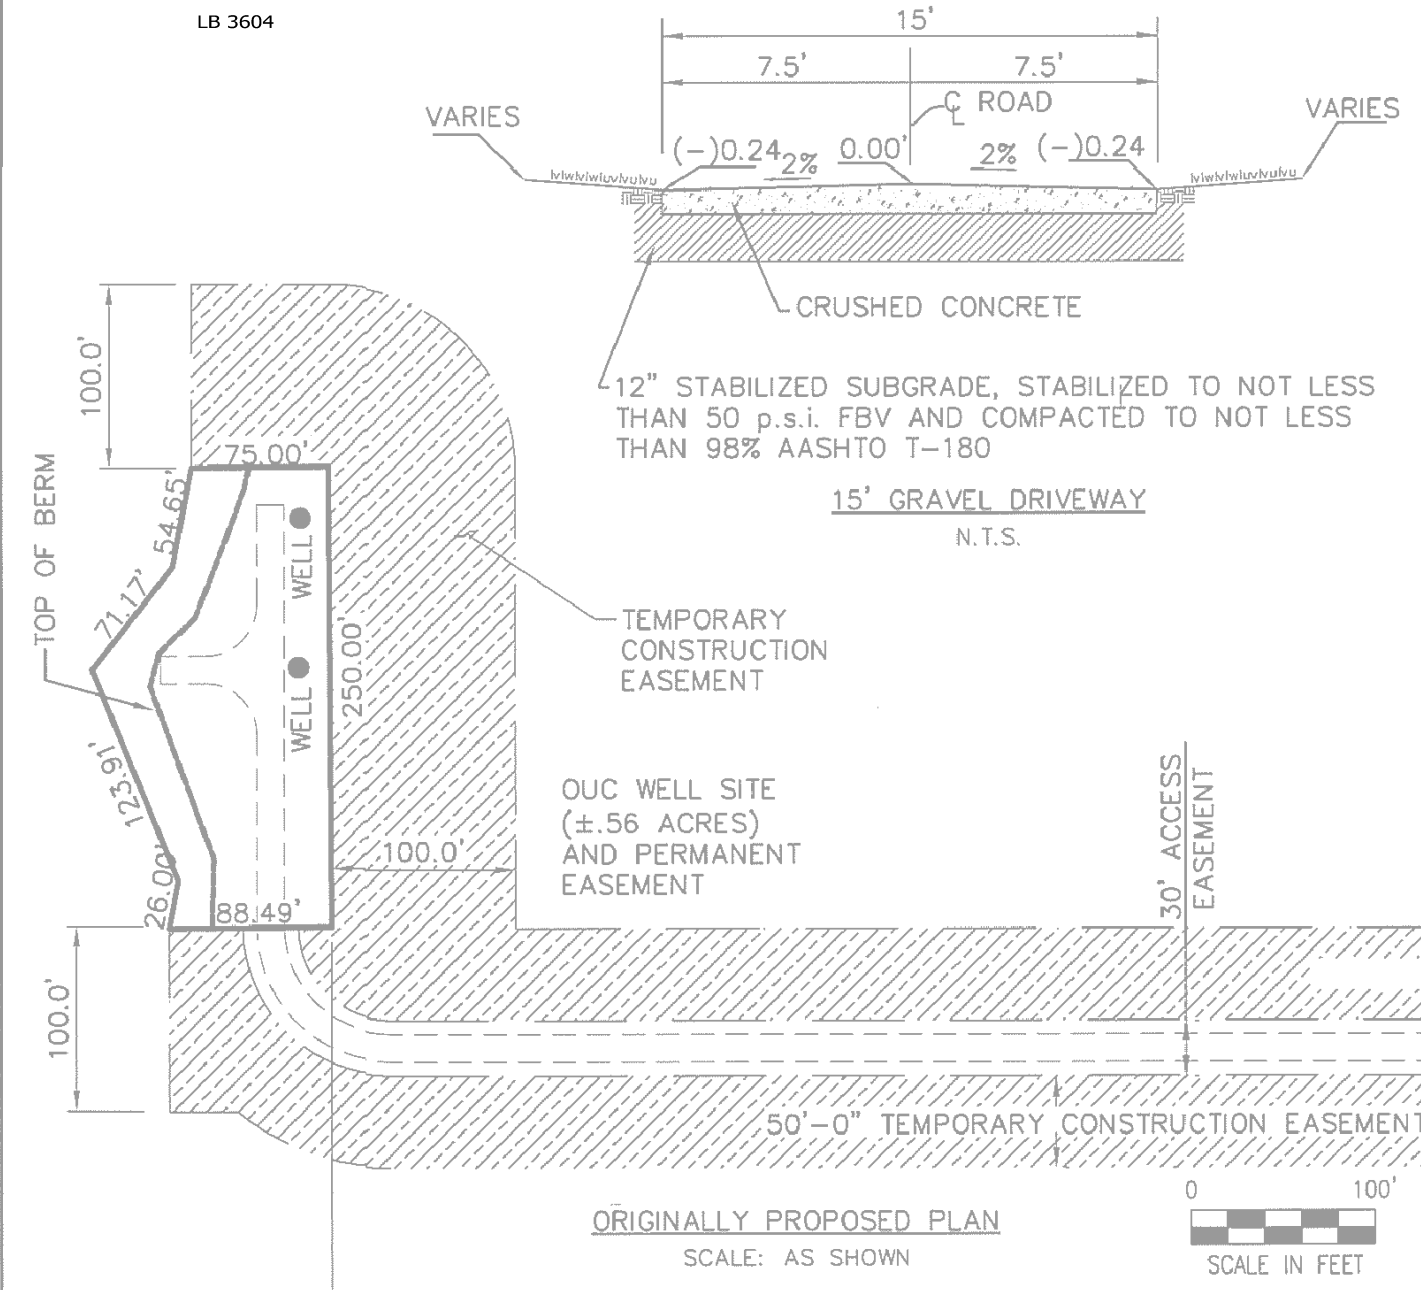 LB 3604
15'
7.5' 7.5'
℄ ROAD
VARIES
VARIES
(-)0.24 2% 0.00' 2% (-)0.24
CRUSHED CONCRETE
12" STABILIZED SUBGRADE, STABILIZED TO NOT LESS
THAN 50 p.s.i. FBV AND COMPACTED TO NOT LESS
THAN 98% AASHTO T-180
15' GRAVEL DRIVEWAY
N.T.S.
100.0'
75.00'
TOP OF BERM
54.65'
71.17'
WELL
WELL
250.00'
123.91'
26.00'
88.49'
100.0'
100.0'
TEMPORARY
CONSTRUCTION
EASEMENT
OUC WELL SITE
(±.56 ACRES)
AND PERMANENT
EASEMENT
30' ACCESS
EASEMENT
50'-0" TEMPORARY CONSTRUCTION EASEMENT
ORIGINALLY PROPOSED PLAN
SCALE: AS SHOWN
0 100'
SCALE IN FEET